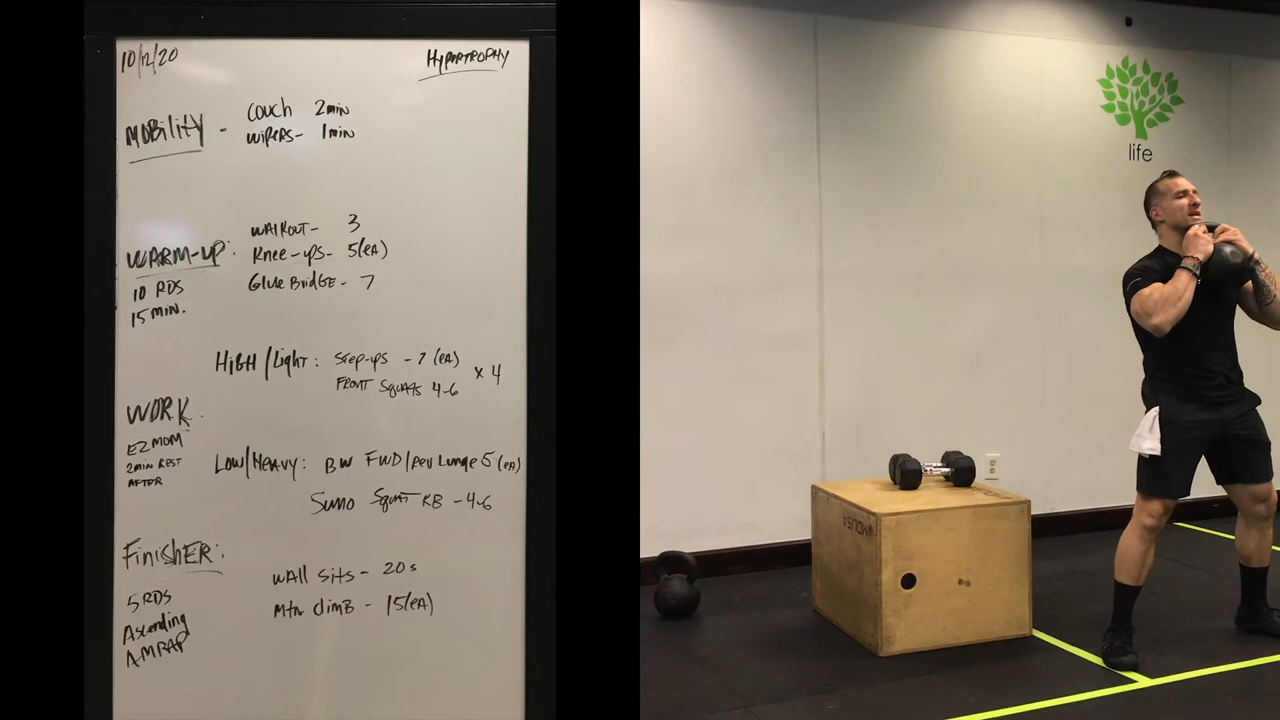 10/12/20
HYPARTROPHY
MOBILITY - COUCH 2min
WIPERS- 1min
WALKOUT- 3
WARM-UP: KNEE-UPS- 5(EA)
10 RDS
GLUTE BRIDGE - 7
15 MIN.
HIGH/LIGHT: STEP-UPS - 7 (EA)
FRONT SQUATS 4-6
x 4
WORK:
EZMOM
2MIN REST
AFTER
LOW/HEAVY: BW FWD/REV LUNGE 5 (EA)
SUMO SQUAT KB - 4-6
FINISHER:
WALL SITS - 20s
5 RDS
MTN CLIMB - 15(EA)
Ascending
AMRAP
life